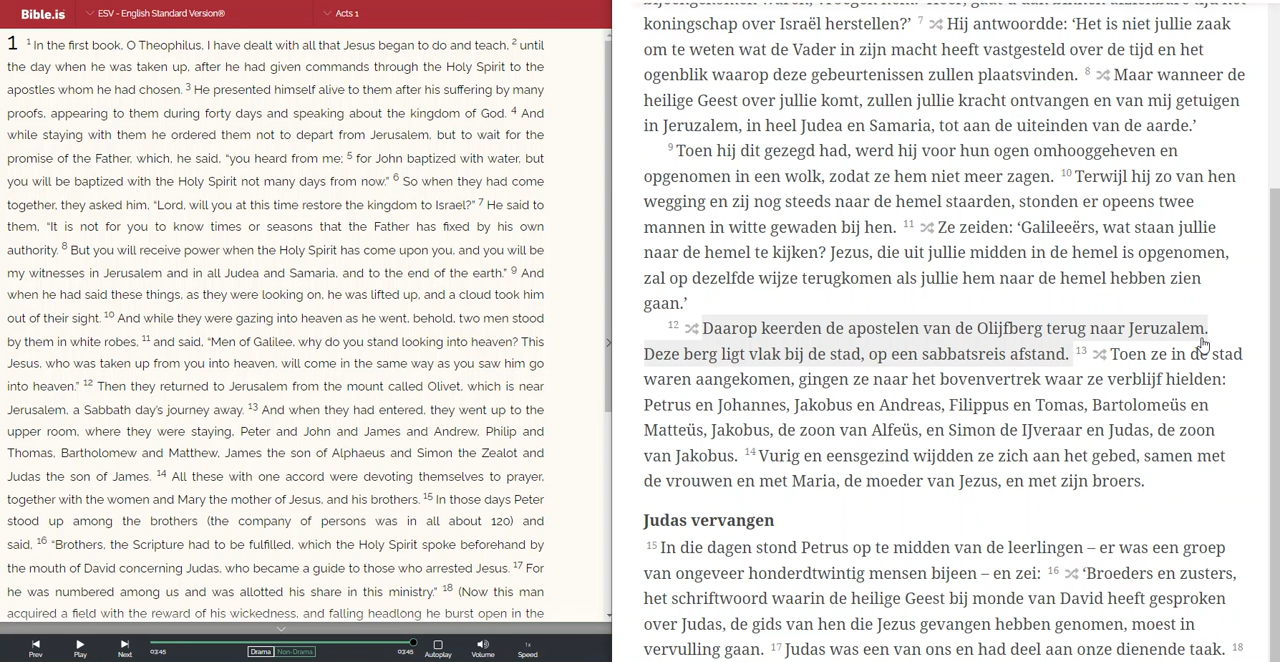 Bible.is
ESV - English Standard Version®
Acts 1
1 1 In the first book, O Theophilus, I have dealt with all that Jesus began to do and teach, 2 until
the day when he was taken up, after he had given commands through the Holy Spirit to the
apostles whom he had chosen. 3 He presented himself alive to them after his suffering by many
proofs, appearing to them during forty days and speaking about the kingdom of God. 4 And
while staying with them he ordered them not to depart from Jerusalem, but to wait for the
promise of the Father, which, he said, “you heard from me; 5 for John baptized with water, but
you will be baptized with the Holy Spirit not many days from now.” 6 So when they had come
together, they asked him, “Lord, will you at this time restore the kingdom to Israel?” 7 He said to
them, “It is not for you to know times or seasons that the Father has fixed by his own
authority. 8 But you will receive power when the Holy Spirit has come upon you, and you will be
my witnesses in Jerusalem and in all Judea and Samaria, and to the end of the earth.” 9 And
when he had said these things, as they were looking on, he was lifted up, and a cloud took him
out of their sight. 10 And while they were gazing into heaven as he went, behold, two men stood
by them in white robes, 11 and said, “Men of Galilee, why do you stand looking into heaven? This
Jesus, who was taken up from you into heaven, will come in the same way as you saw him go
into heaven.” 12 Then they returned to Jerusalem from the mount called Olivet, which is near
Jerusalem, a Sabbath day’s journey away. 13 And when they had entered, they went up to the
upper room, where they were staying, Peter and John and James and Andrew, Philip and
Thomas, Bartholomew and Matthew, James the son of Alphaeus and Simon the Zealot and
Judas the son of James. 14 All these with one accord were devoting themselves to prayer,
together with the women and Mary the mother of Jesus, and his brothers. 15 In those days Peter
stood up among the brothers (the company of persons was in all about 120) and
said, 16 “Brothers, the Scripture had to be fulfilled, which the Holy Spirit spoke beforehand by
the mouth of David concerning Judas, who became a guide to those who arrested Jesus. 17 For
he was numbered among us and was allotted his share in this ministry.” 18 (Now this man
acquired a field with the reward of his wickedness, and falling headlong he burst open in the
Prev
Play
Next
03:45
Drama
Non-Drama
03:45
Autoplay
Volume
1x
Speed
koningschap over Israël herstellen?’ 7 Hij antwoordde: ‘Het is niet jullie zaak
om te weten wat de Vader in zijn macht heeft vastgesteld over de tijd en het
ogenblik waarop deze gebeurtenissen zullen plaatsvinden. 8 Maar wanneer de
heilige Geest over jullie komt, zullen jullie kracht ontvangen en van mij getuigen
in Jeruzalem, in heel Judea en Samaria, tot aan de uiteinden van de aarde.’
9 Toen hij dit gezegd had, werd hij voor hun ogen omhooggeheven en
opgenomen in een wolk, zodat ze hem niet meer zagen. 10 Terwijl hij zo van hen
wegging en zij nog steeds naar de hemel staarden, stonden er opeens twee
mannen in witte gewaden bij hen. 11 Ze zeiden: ‘Galileeërs, wat staan jullie
naar de hemel te kijken? Jezus, die uit jullie midden in de hemel is opgenomen,
zal op dezelfde wijze terugkomen als jullie hem naar de hemel hebben zien
gaan.’
12 Daarop keerden de apostelen van de Olijfberg terug naar Jeruzalem.
Deze berg ligt vlak bij de stad, op een sabbatsreis afstand. 13 Toen ze in de stad
waren aangekomen, gingen ze naar het bovenvertrek waar ze verblijf hielden:
Petrus en Johannes, Jakobus en Andreas, Filippus en Tomas, Bartolomeüs en
Matteüs, Jakobus, de zoon van Alfeüs, en Simon de IJveraar en Judas, de zoon
van Jakobus. 14 Vurig en eensgezind wijdden ze zich aan het gebed, samen met
de vrouwen en met Maria, de moeder van Jezus, en met zijn broers.
Judas vervangen
15 In die dagen stond Petrus op te midden van de leerlingen – er was een groep
van ongeveer honderdtwintig mensen bijeen – en zei: 16 ‘Broeders en zusters,
het schriftwoord waarin de heilige Geest bij monde van David heeft gesproken
over Judas, de gids van hen die Jezus gevangen hebben genomen, moest in
vervulling gaan. 17 Judas was een van ons en had deel aan onze dienende taak. 18